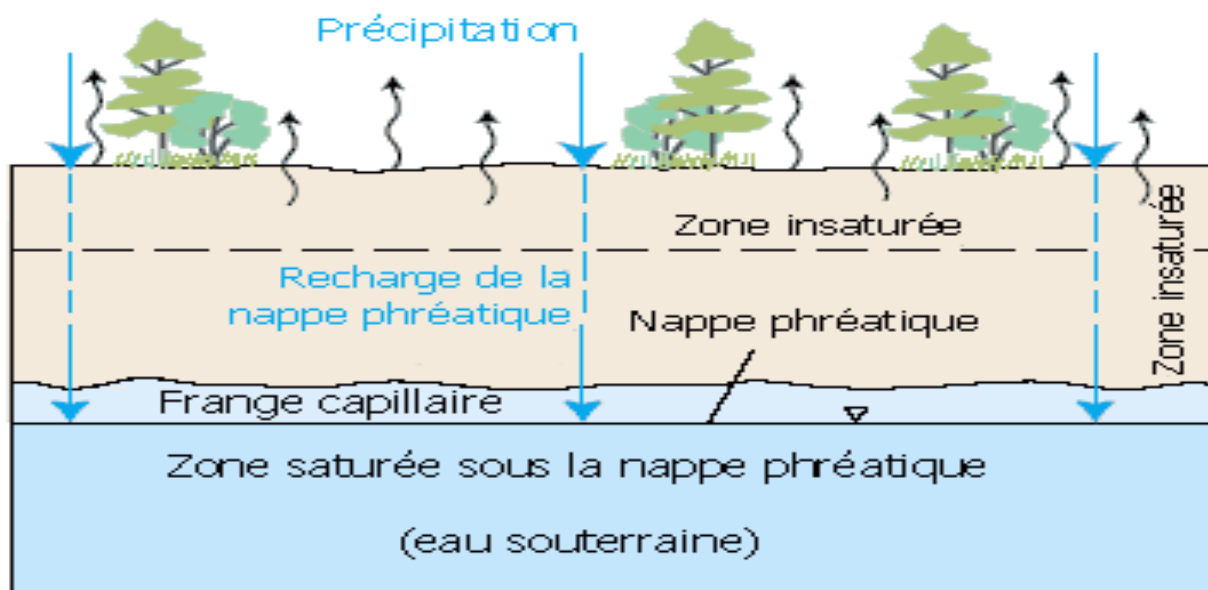 Précipitation
Zone insaturée
Zone insaturée
Recharge de la
nappe phréatique
Nappe phréatique
Frange capillaire
Zone saturée sous la nappe phréatique
(eau souterraine)